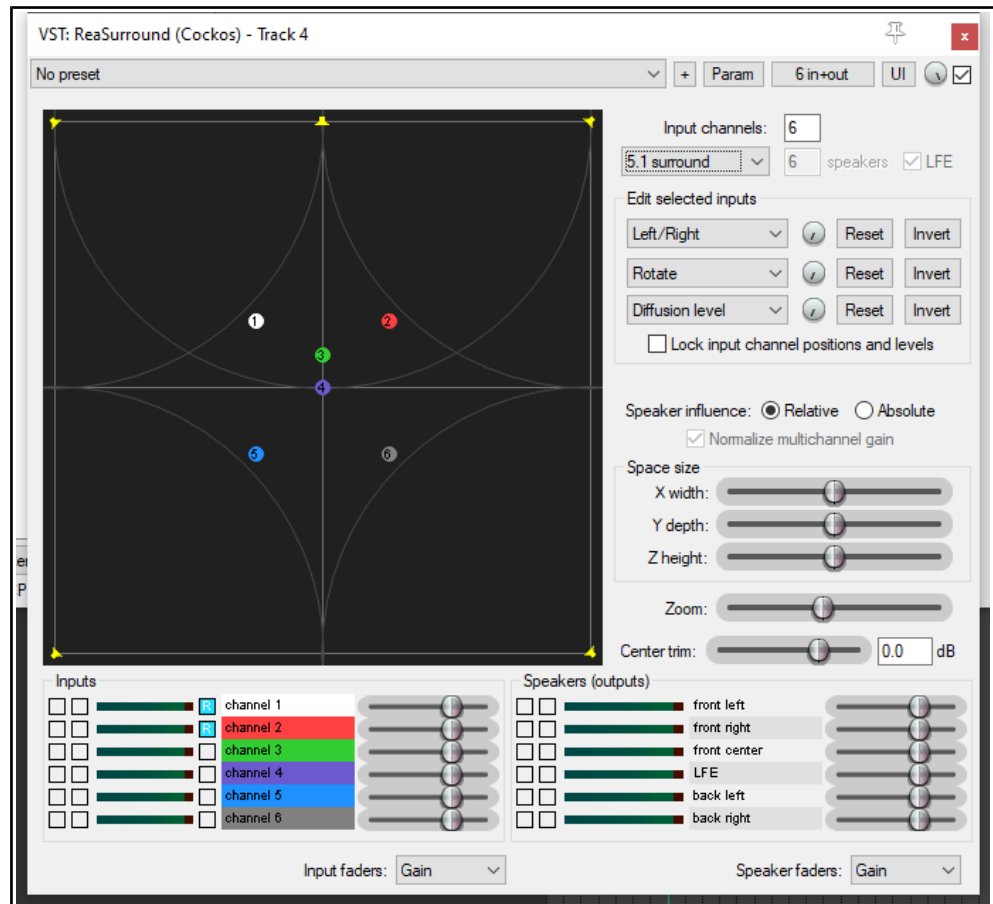 VST: ReaSurround (Cockos) - Track 4
x
No preset + Param 6 in+out UI
Input channels: 6
5.1 surround 6 speakers LFE
Edit selected inputs
Left/Right Reset Invert
Rotate Reset Invert
Diffusion level Reset Invert
Lock input channel positions and levels
1 2
3
4
5 6
Speaker influence: Relative Absolute
Normalize multichannel gain
Space size
X width:
Y depth:
Z height:
Zoom:
Center trim: 0.0 dB
Inputs
R channel 1
R channel 2
channel 3
channel 4
channel 5
channel 6
Input faders: Gain
Speakers (outputs)
front left
front right
front center
LFE
back left
back right
Speaker faders: Gain